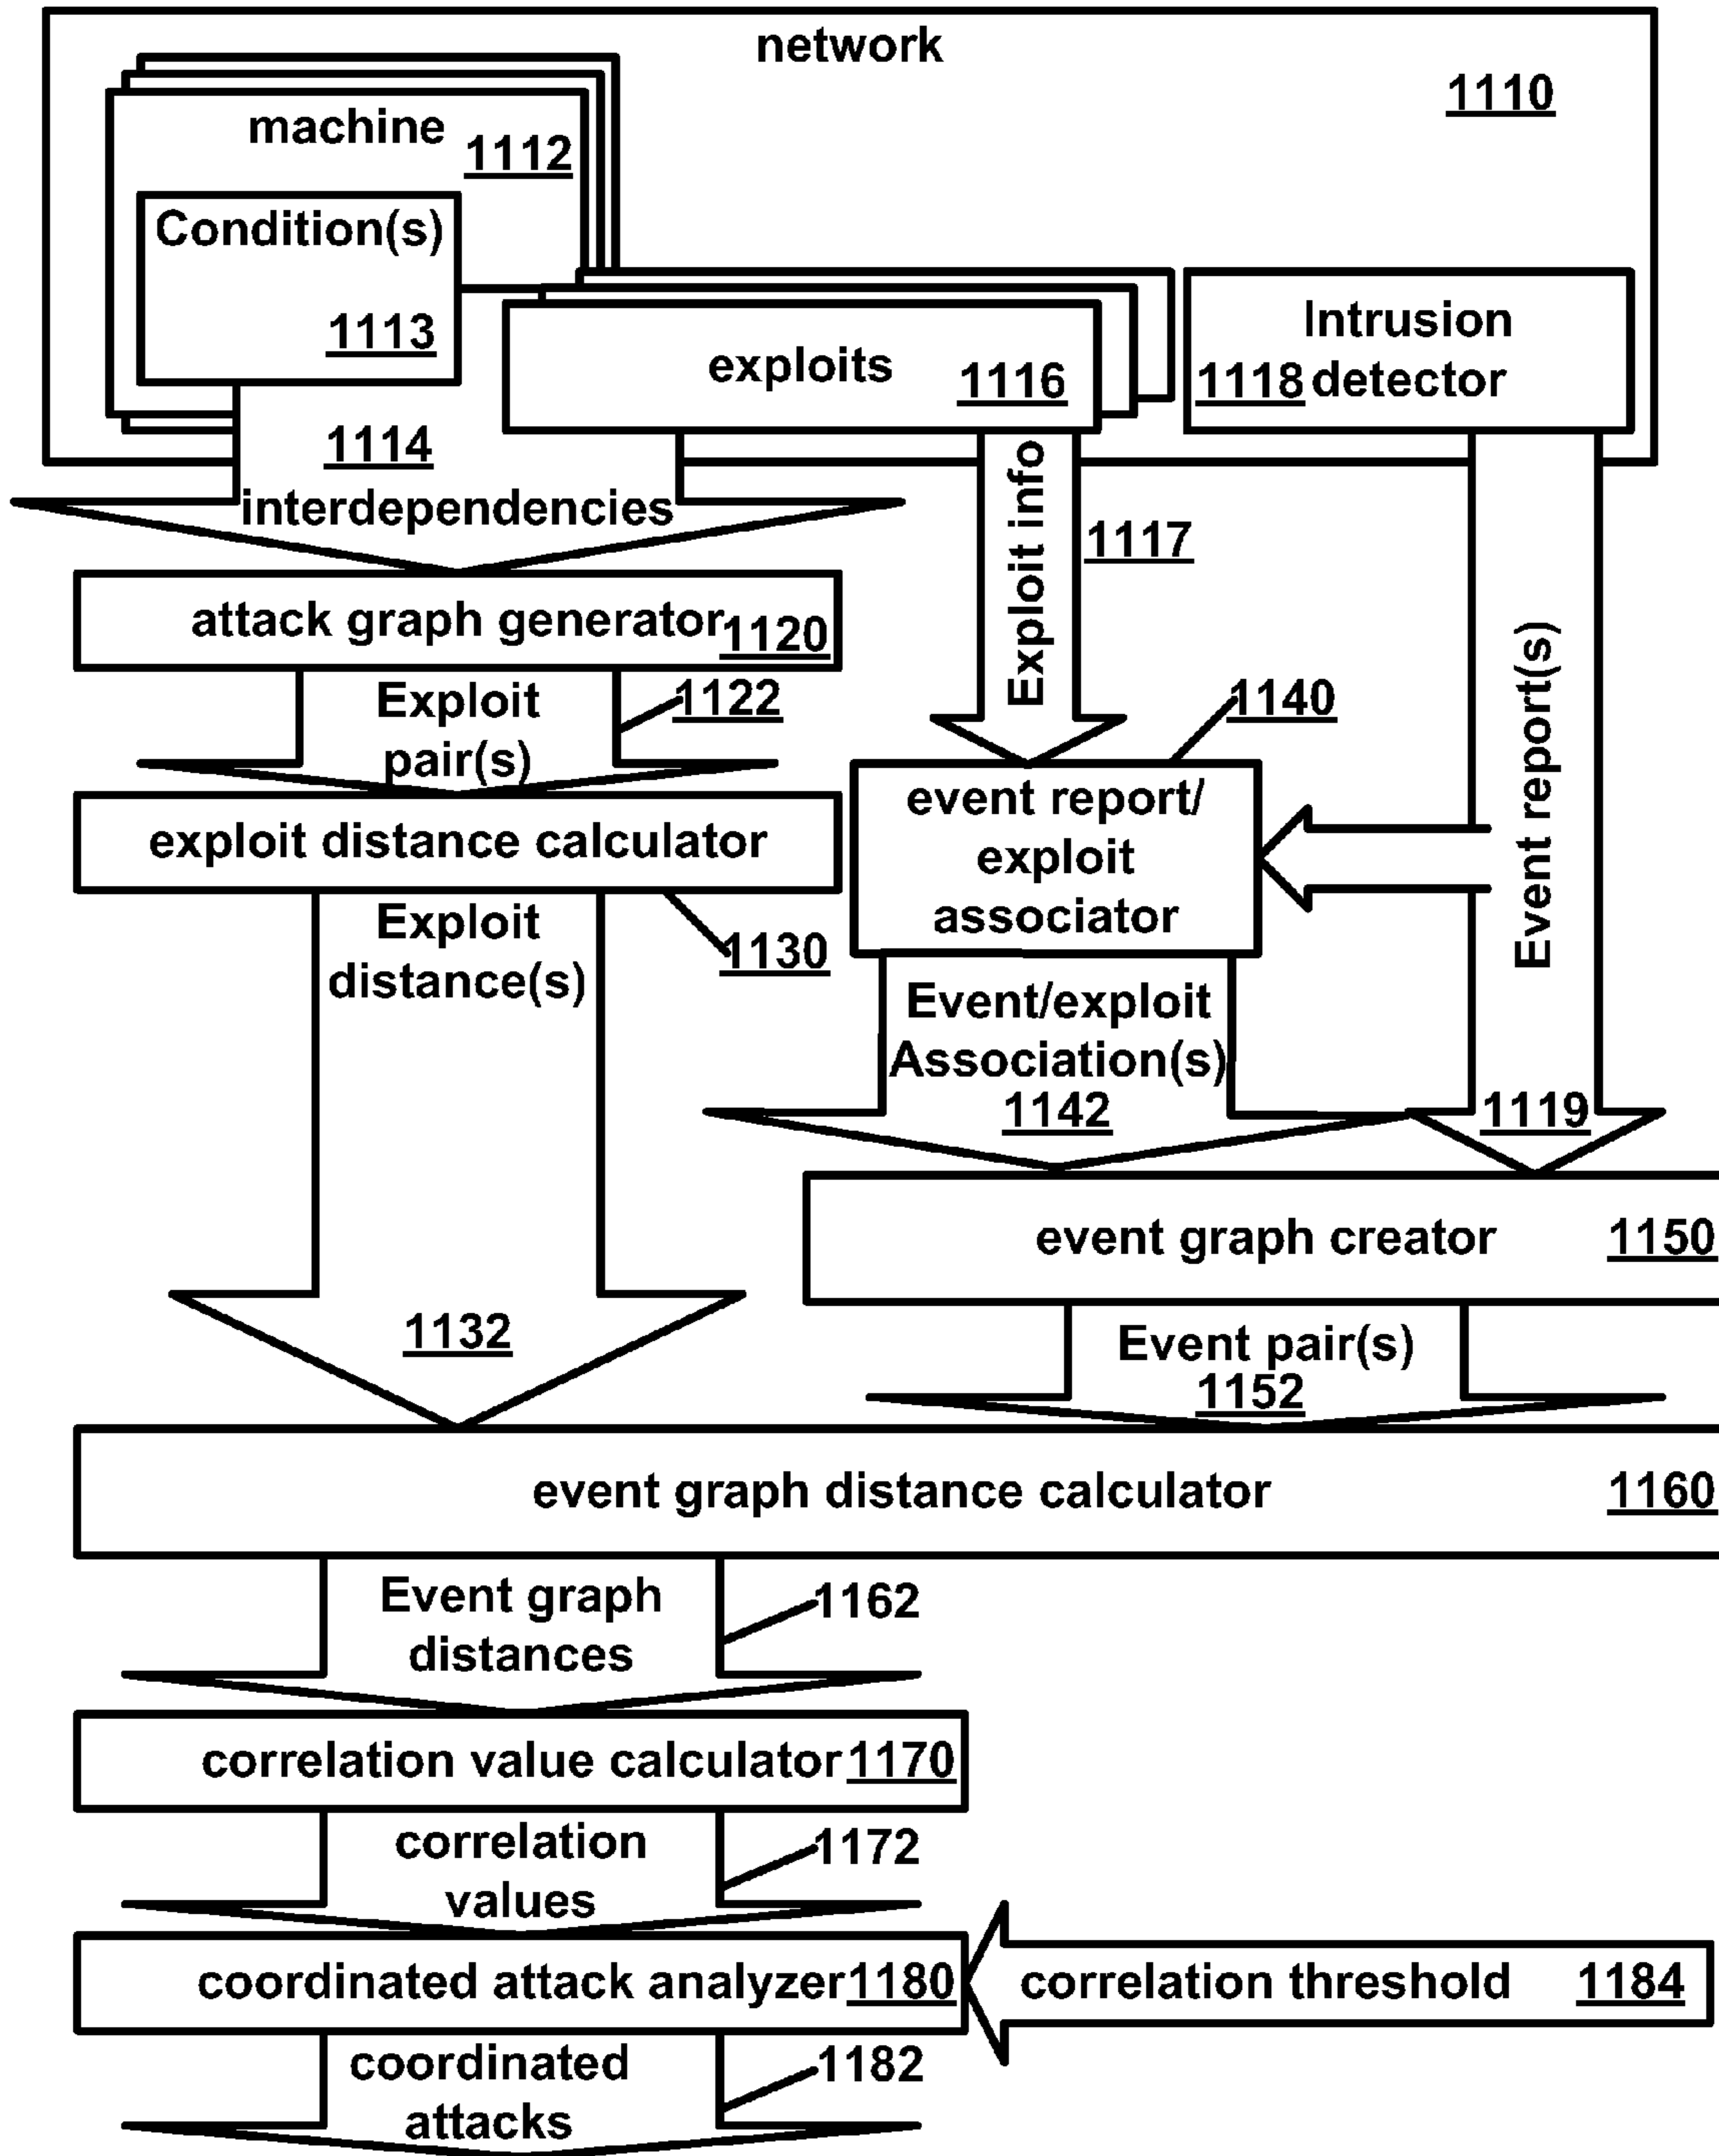 network
1110
machine
1112
Condition(s)
1113
exploits
1116
Intrusion
1118 detector
1114
interdependencies
Exploit info
1117
Event report(s)
attack graph generator 1120
Exploit
pair(s)
1122
1140
event report/
exploit
associator
exploit distance calculator
1130
Exploit
distance(s)
Event/exploit
Association(s)
1142
1119
event graph creator 1150
1132
Event pair(s)
1152
event graph distance calculator 1160
Event graph
distances
1162
correlation value calculator 1170
correlation
values
1172
coordinated attack analyzer 1180
correlation threshold 1184
coordinated
attacks
1182